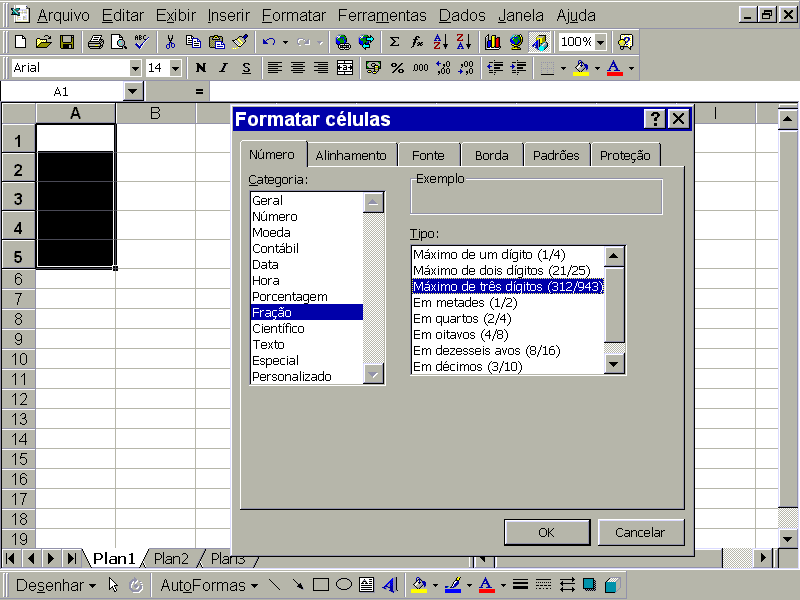 Arquivo Editar Exibir Inserir Formatar Ferramentas Dados Janela Ajuda
ABC Σ fx A Z Z A 100% ?
Arial 14 N I S % 000 ,00 ,00 A
A1 =
A B I
1
2
3
4
5
6
7
8
9
10
11
12
13
14
15
16
17
18
19
Formatar células
Número Alinhamento Fonte Borda Padrões Proteção
Categoria:
Geral
Número
Moeda
Contábil
Data
Hora
Porcentagem
Fração
Científico
Texto
Especial
Personalizado
Exemplo
Tipo:
Máximo de um dígito (1/4)
Máximo de dois dígitos (21/25)
Máximo de três dígitos (312/943)
Em metades (1/2)
Em quartos (2/4)
Em oitavos (4/8)
Em dezesseis avos (8/16)
Em décimos (3/10)
OK Cancelar
Plan1 Plan2 Plan3
Desenhar AutoFormas A A